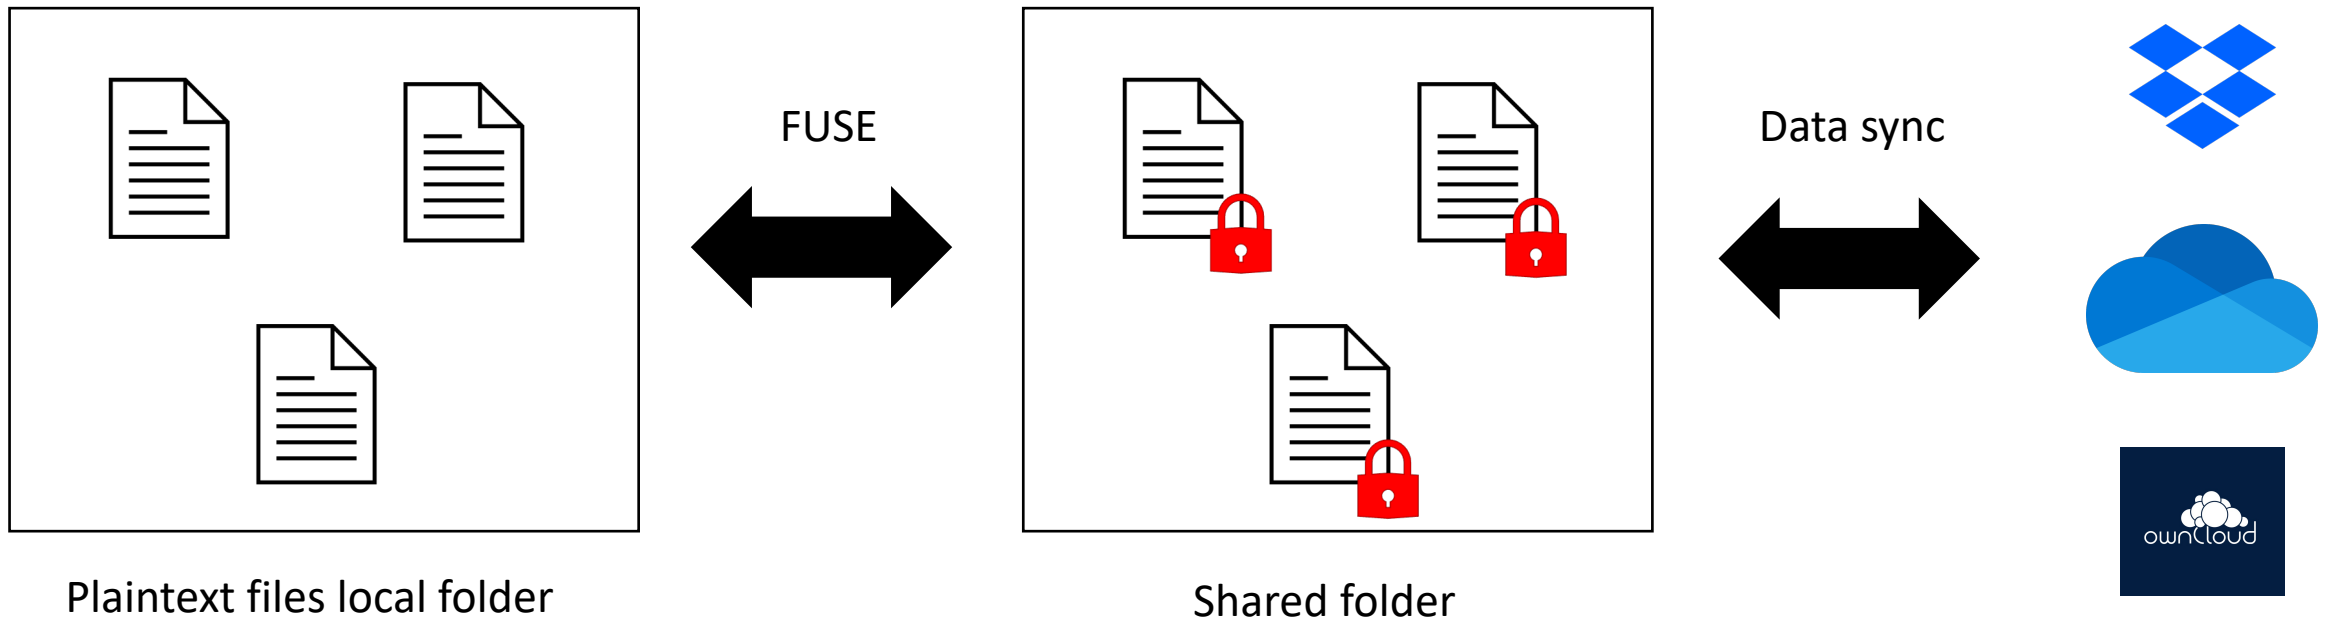 FUSE
Data sync
ownCloud
Plaintext files local folder
Shared folder